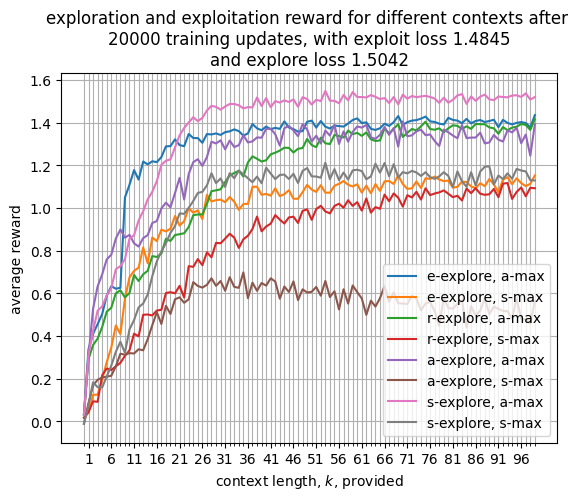 exploration and exploitation reward for different contexts after
20000 training updates, with exploit loss 1.4845
and explore loss 1.5042
1.6
1.4
1.2
1.0
0.8
0.6
0.4
0.2
0.0
average reward
e-explore, a-max
e-explore, s-max
r-explore, a-max
r-explore, s-max
a-explore, a-max
a-explore, s-max
s-explore, a-max
s-explore, s-max
1 6 11 16 21 26 31 36 41 46 51 56 61 66 71 76 81 86 91 96
context length, k, provided